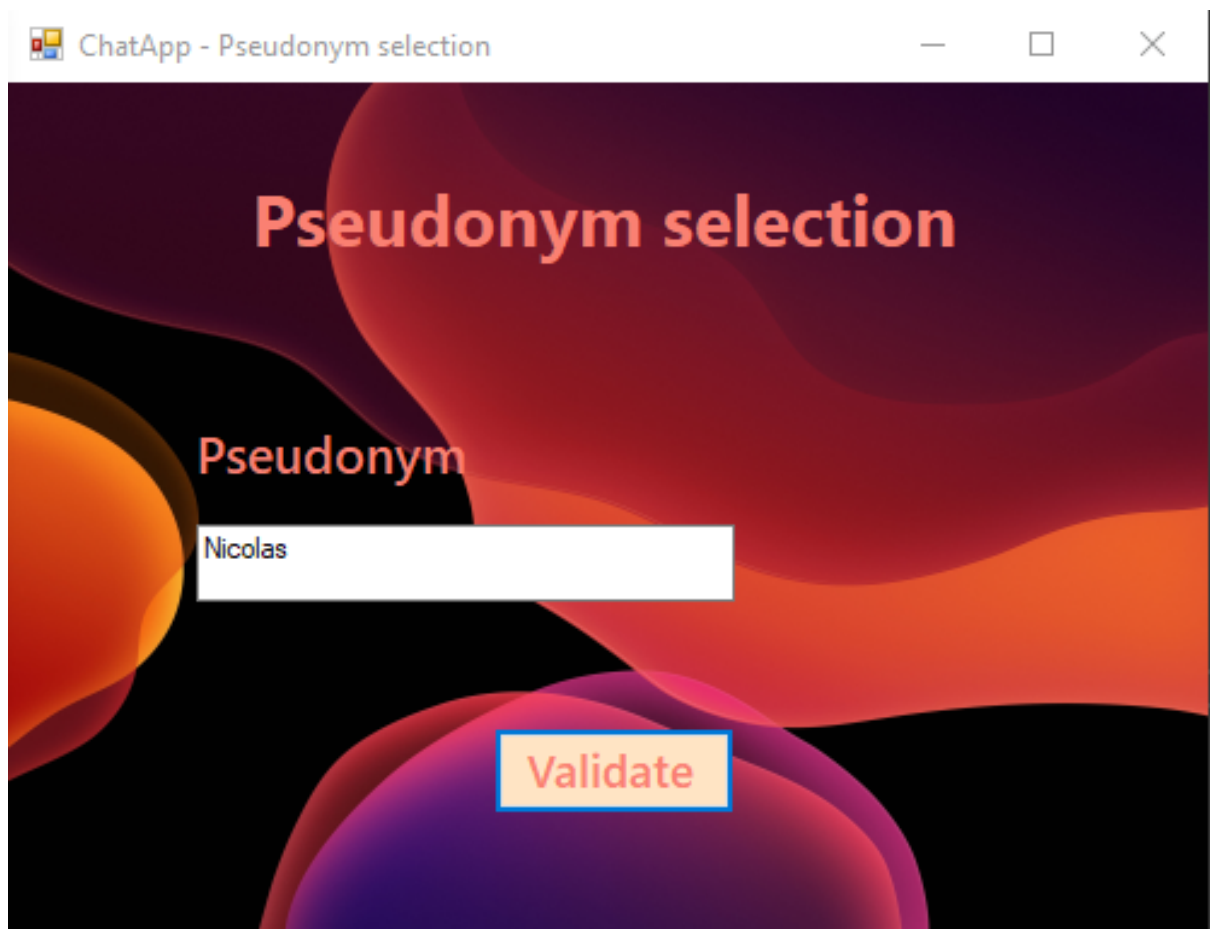 ChatApp - Pseudonym selection
Pseudonym selection
Pseudonym
Nicolas
Validate